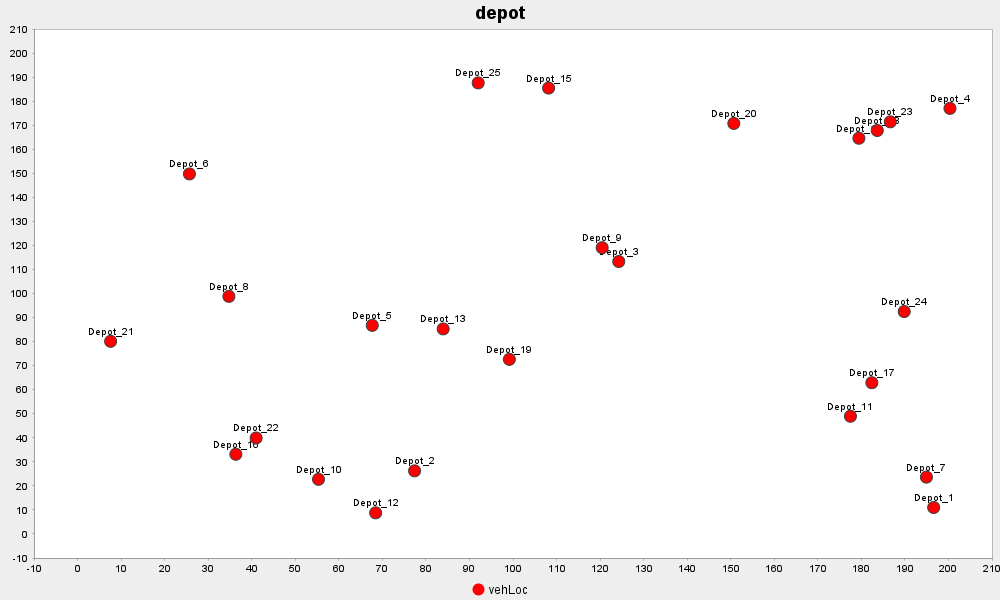 depot
210
200
190
180
170
160
150
140
130
120
110
100
90
80
70
60
50
40
30
20
10
0
-10
Depot_25
Depot_15
Depot_4
Depot_23
Depot_20
Depot_6
Depot_9
Depot_3
Depot_8
Depot_24
Depot_21
Depot_5
Depot_13
Depot_19
Depot_17
Depot_11
Depot_22
Depot_16
Depot_10
Depot_2
Depot_7
Depot_12
Depot_1
-10 0 10 20 30 40 50 60 70 80 90 100 110 120 130 140 150 160 170 180 190 200 210
vehLoc